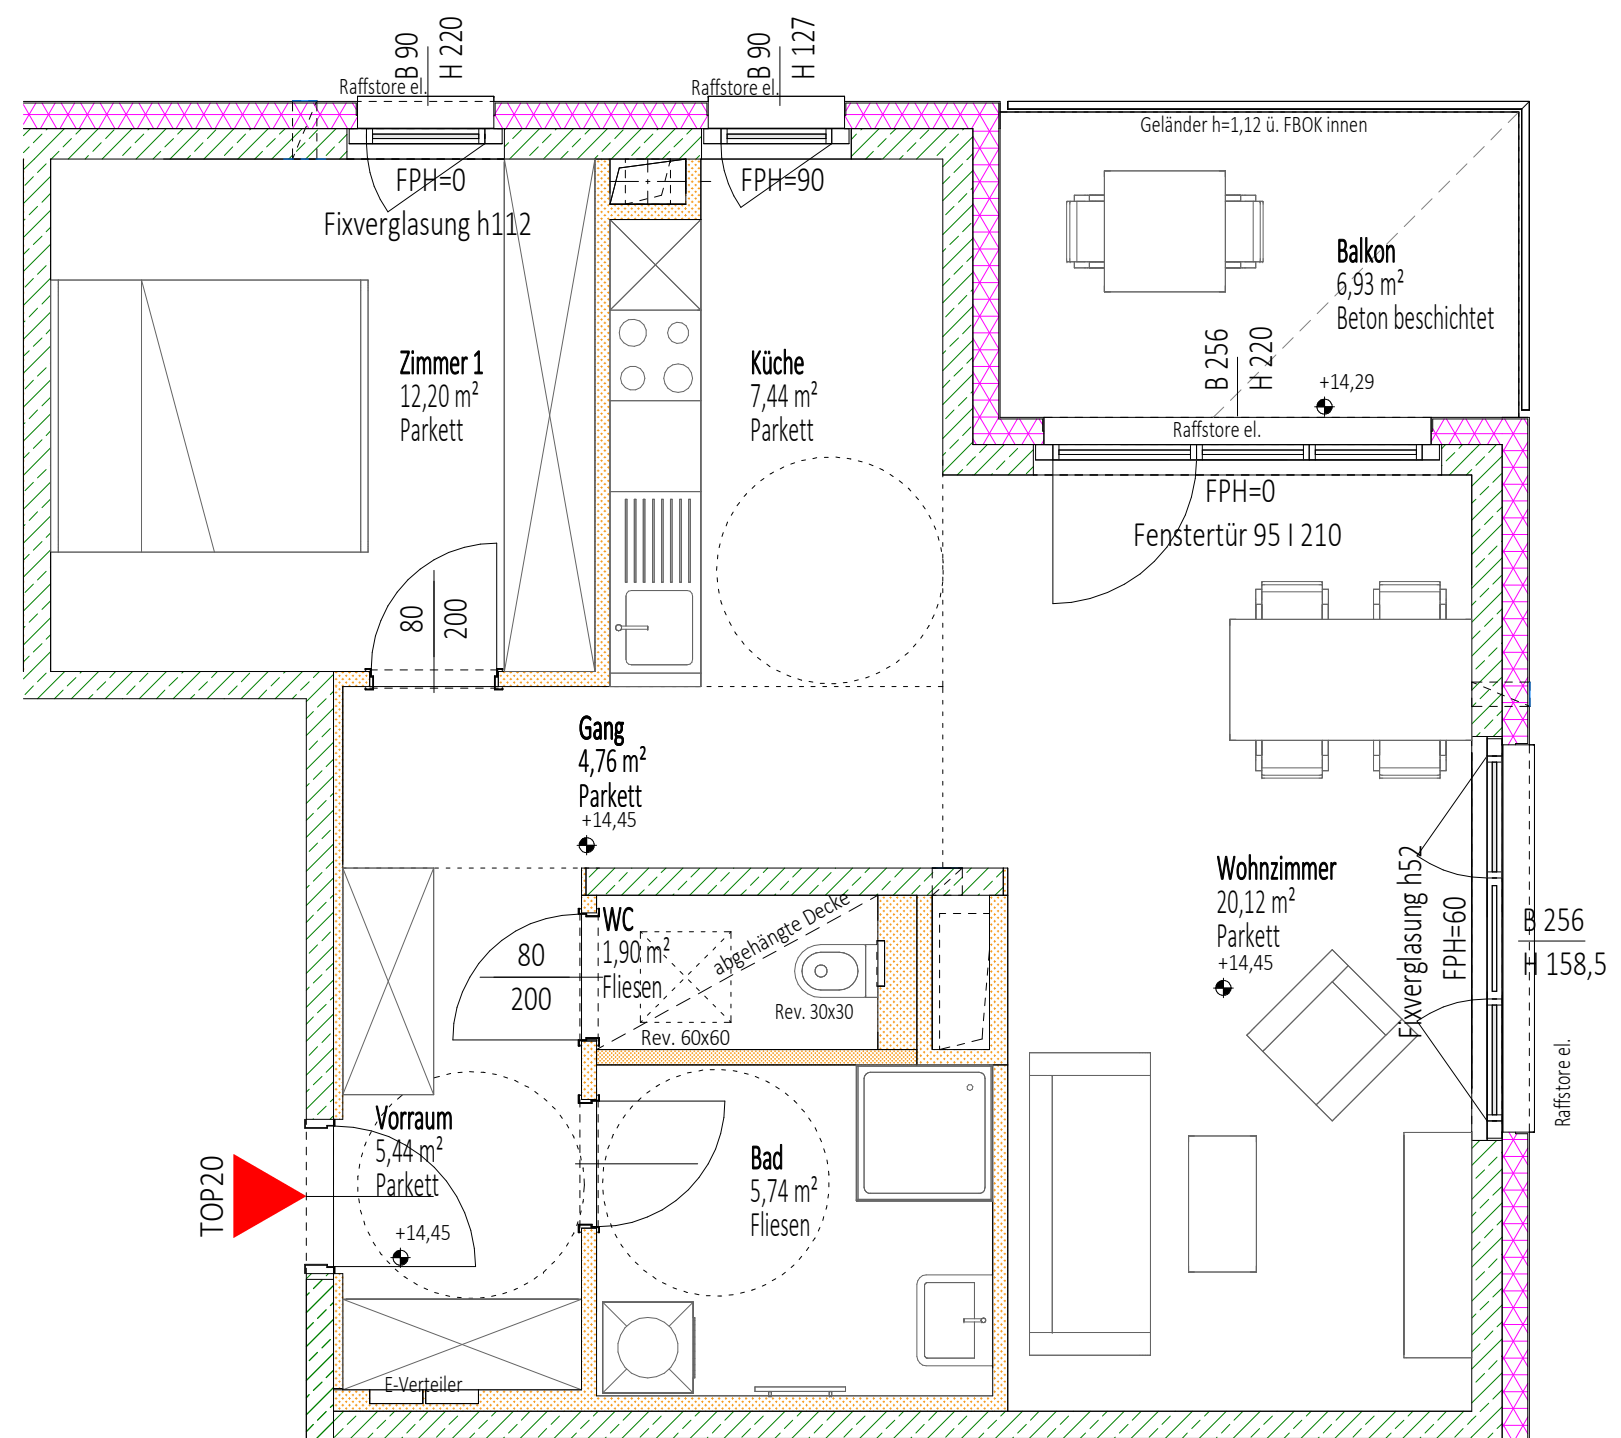 B 90
H 220
B 90
H 127
Raffstore el.
Raffstore el.
Geländer h=1,12 ü. FBOK innen
FPH=0
Fixverglasung h112
FPH=90
Balkon
6,93 m²
Beton beschichtet
B 256
H 220
+14,29
Raffstore el.
Zimmer 1
12,20 m²
Parkett
Küche
7,44 m²
Parkett
FPH=0
Fenstertür 95 I 210
80
200
Gang
4,76 m²
Parkett
+14,45
Wohnzimmer
20,12 m²
Parkett
+14,45
Fixverglasung h52
FPH=60
B 256
H 158,5
Raffstore el.
WC
1,90 m²
Fliesen
abgehängte Decke
Rev. 30x30
Rev. 60x60
80
200
Vorraum
5,44 m²
Parkett
+14,45
TOP20
Bad
5,74 m²
Fliesen
E-Verteiler